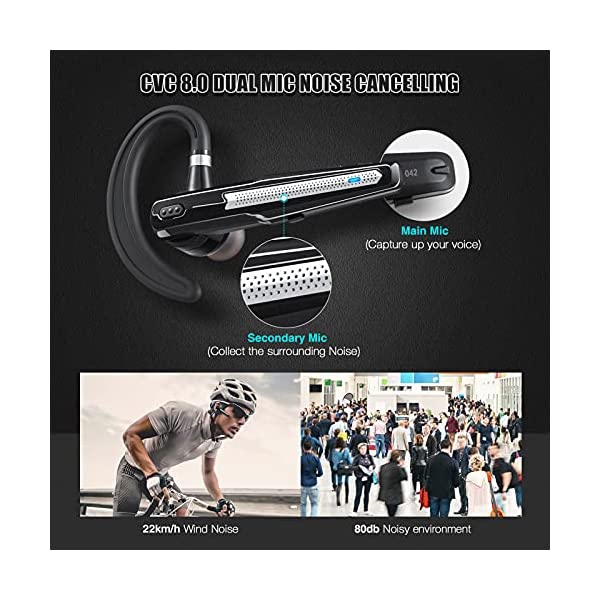 CVC 8.0 DUAL MIC NOISE CANCELLING
042
Main Mic
(Capture up your voice)
Secondary Mic
(Collect the surrounding Noise)
22km/h Wind Noise
80db Noisy environment